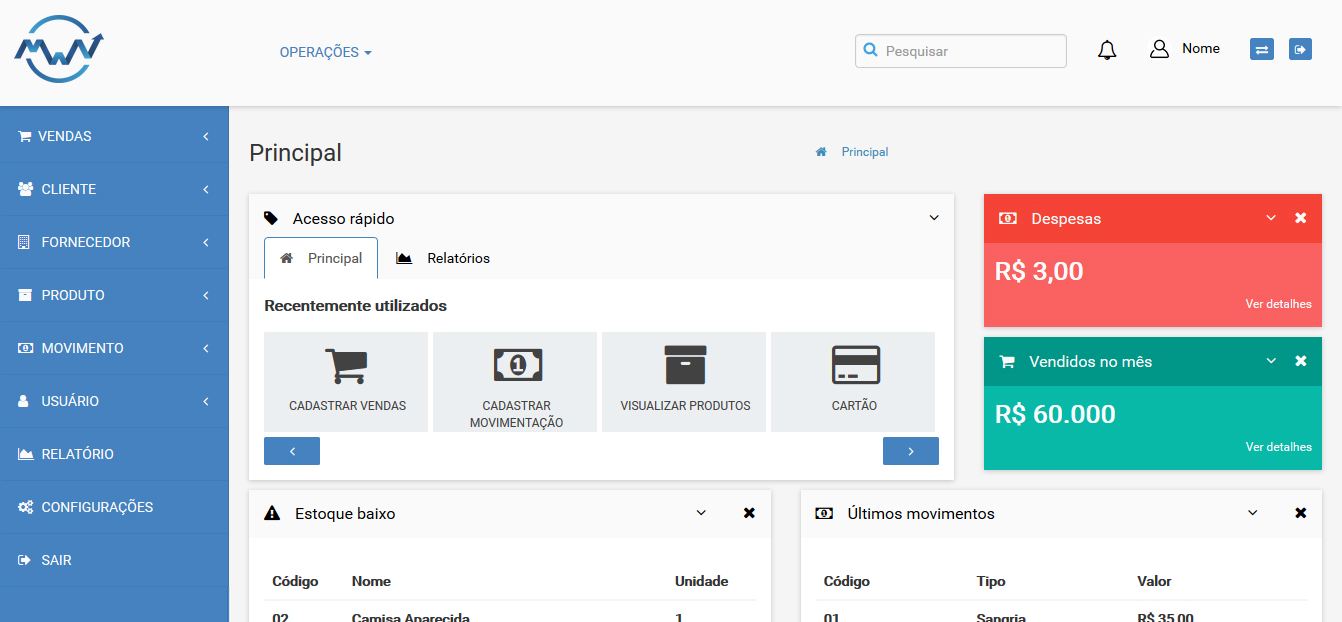 MWV
OPERAÇÕES
Pesquisar
Nome
VENDAS
CLIENTE
FORNECEDOR
PRODUTO
MOVIMENTO
USUÁRIO
RELATÓRIO
CONFIGURAÇÕES
SAIR
Principal
Principal
Acesso rápido
Principal Relatórios
Recentemente utilizados
CADASTRAR VENDAS
CADASTRAR
MOVIMENTAÇÃO
VISUALIZAR PRODUTOS
CARTÃO
Despesas
R$ 3,00
Ver detalhes
Vendidos no mês
R$ 60.000
Ver detalhes
Estoque baixo
Código Nome Unidade
02 Camisa Aparecida 1
Últimos movimentos
Código Tipo Valor
01 Sangria R$ 35,00